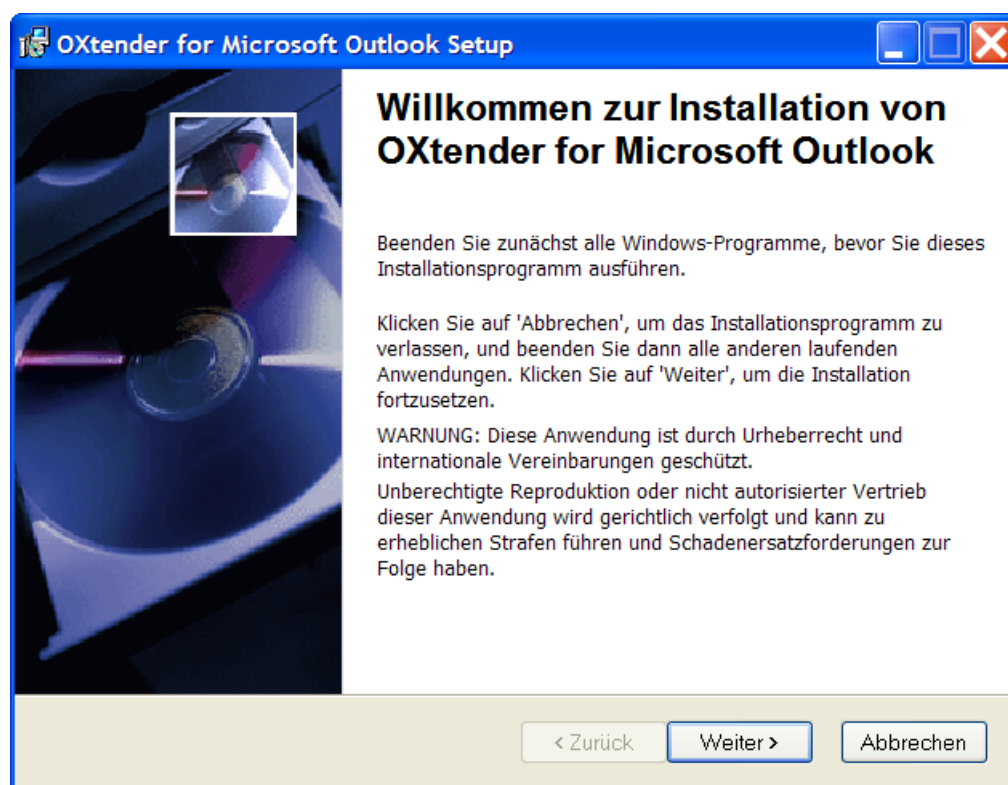 OXtender for Microsoft Outlook Setup
Willkommen zur Installation von
OXtender for Microsoft Outlook
Beenden Sie zunächst alle Windows-Programme, bevor Sie dieses
Installationsprogramm ausführen.
Klicken Sie auf 'Abbrechen', um das Installationsprogramm zu
verlassen, und beenden Sie dann alle anderen laufenden
Anwendungen. Klicken Sie auf 'Weiter', um die Installation
fortzusetzen.
WARNUNG: Diese Anwendung ist durch Urheberrecht und
internationale Vereinbarungen geschützt.
Unberechtigte Reproduktion oder nicht autorisierter Vertrieb
dieser Anwendung wird gerichtlich verfolgt und kann zu
erheblichen Strafen führen und Schadenersatzforderungen zur
Folge haben.
< Zurück Weiter > Abbrechen